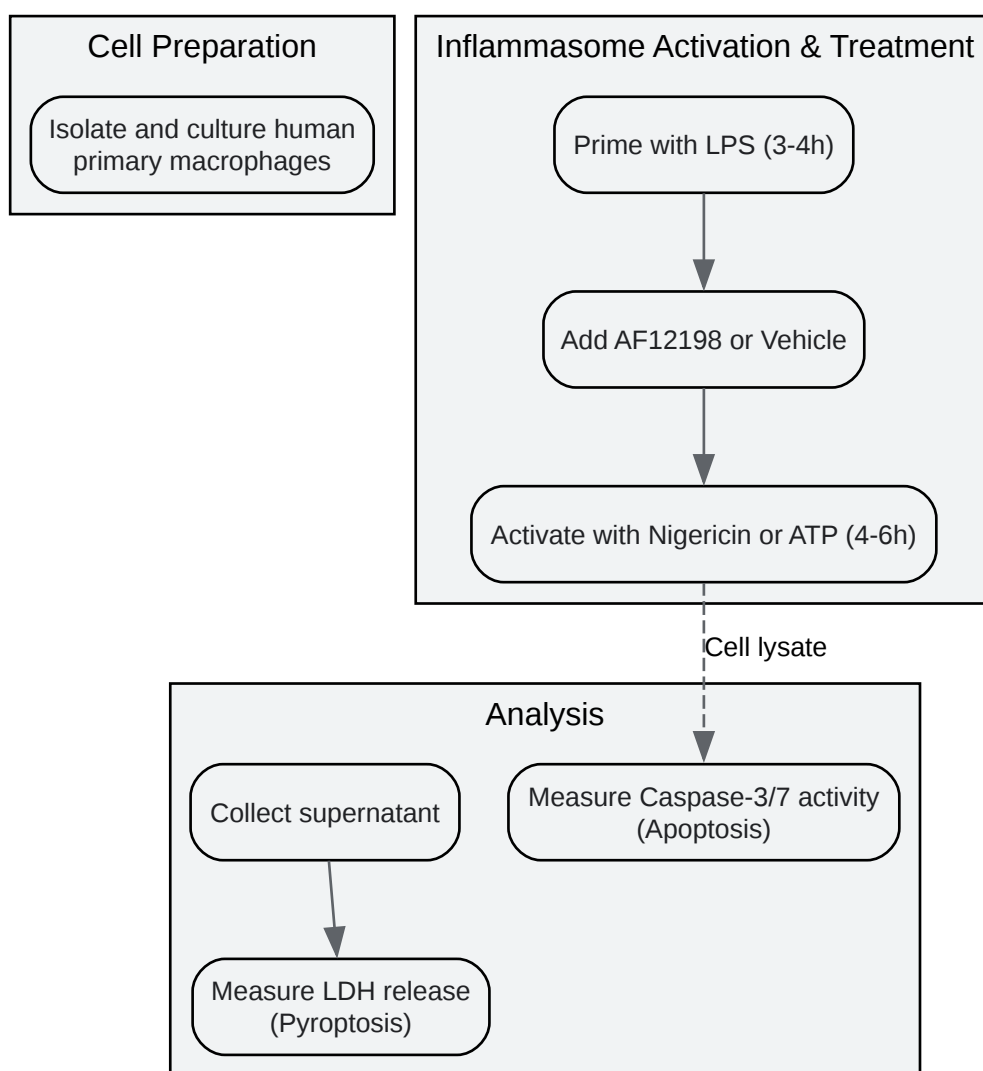 Cell Preparation
Isolate and culture human
primary macrophages
Inflammasome Activation & Treatment
Prime with LPS (3-4h)
Add AF12198 or Vehicle
Activate with Nigericin or ATP (4-6h)
Cell lysate
Analysis
Collect supernatant
Measure Caspase-3/7 activity
(Apoptosis)
Measure LDH release
(Pyroptosis)